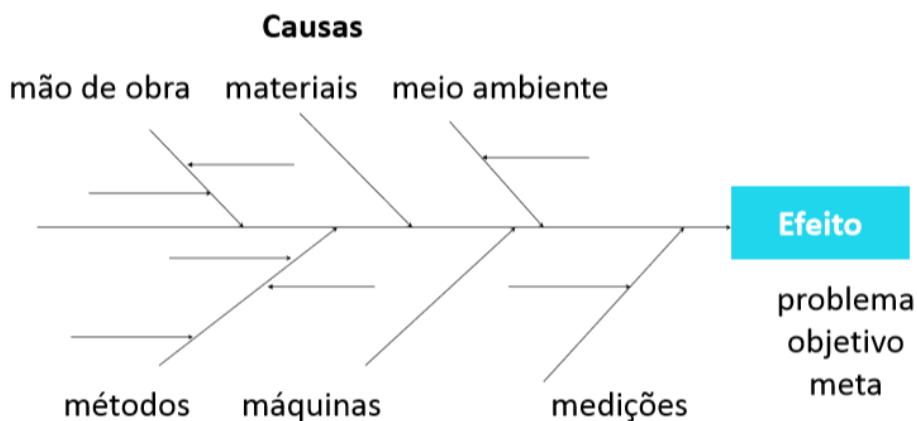 Causas
mão de obra materiais meio ambiente
Efeito
problema
objetivo
meta
métodos máquinas medições